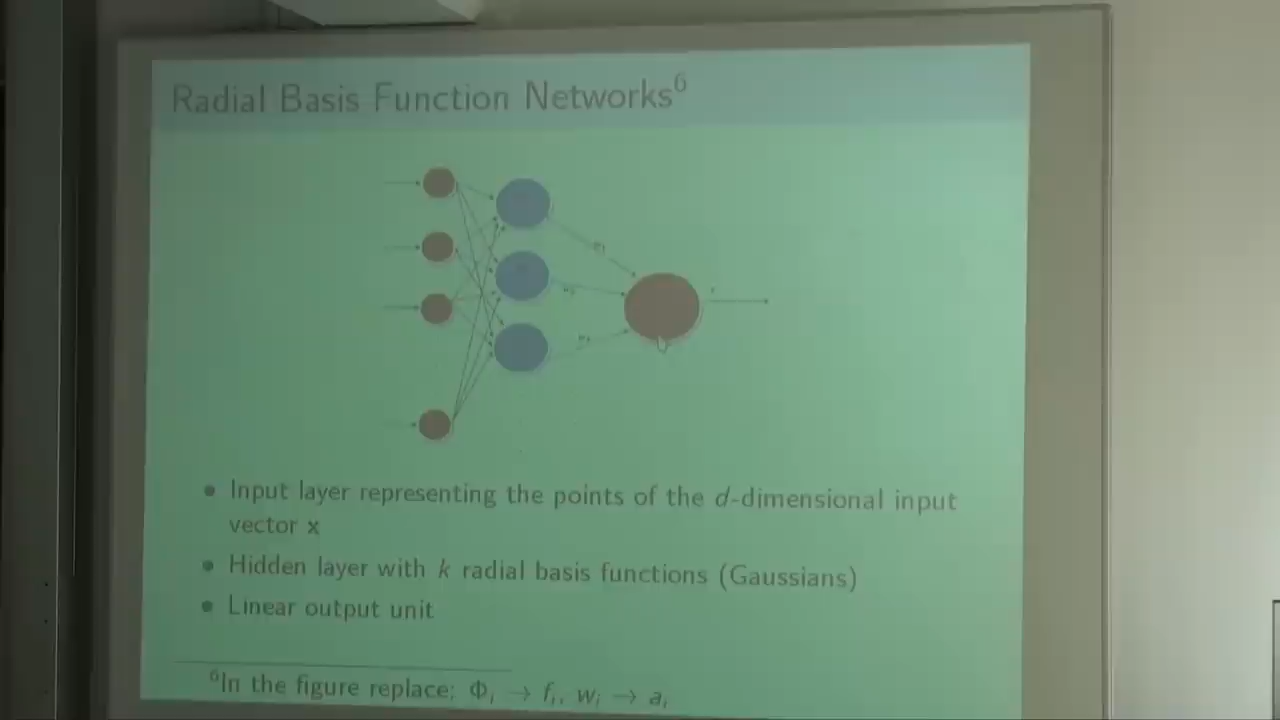 Radial Basis Function Networks⁶
• Input layer representing the points of the d-dimensional input
vector x
• Hidden layer with k radial basis functions (Gaussians)
• Linear output unit
⁶In the figure replace: Φᵢ → fᵢ, wᵢ → aᵢ